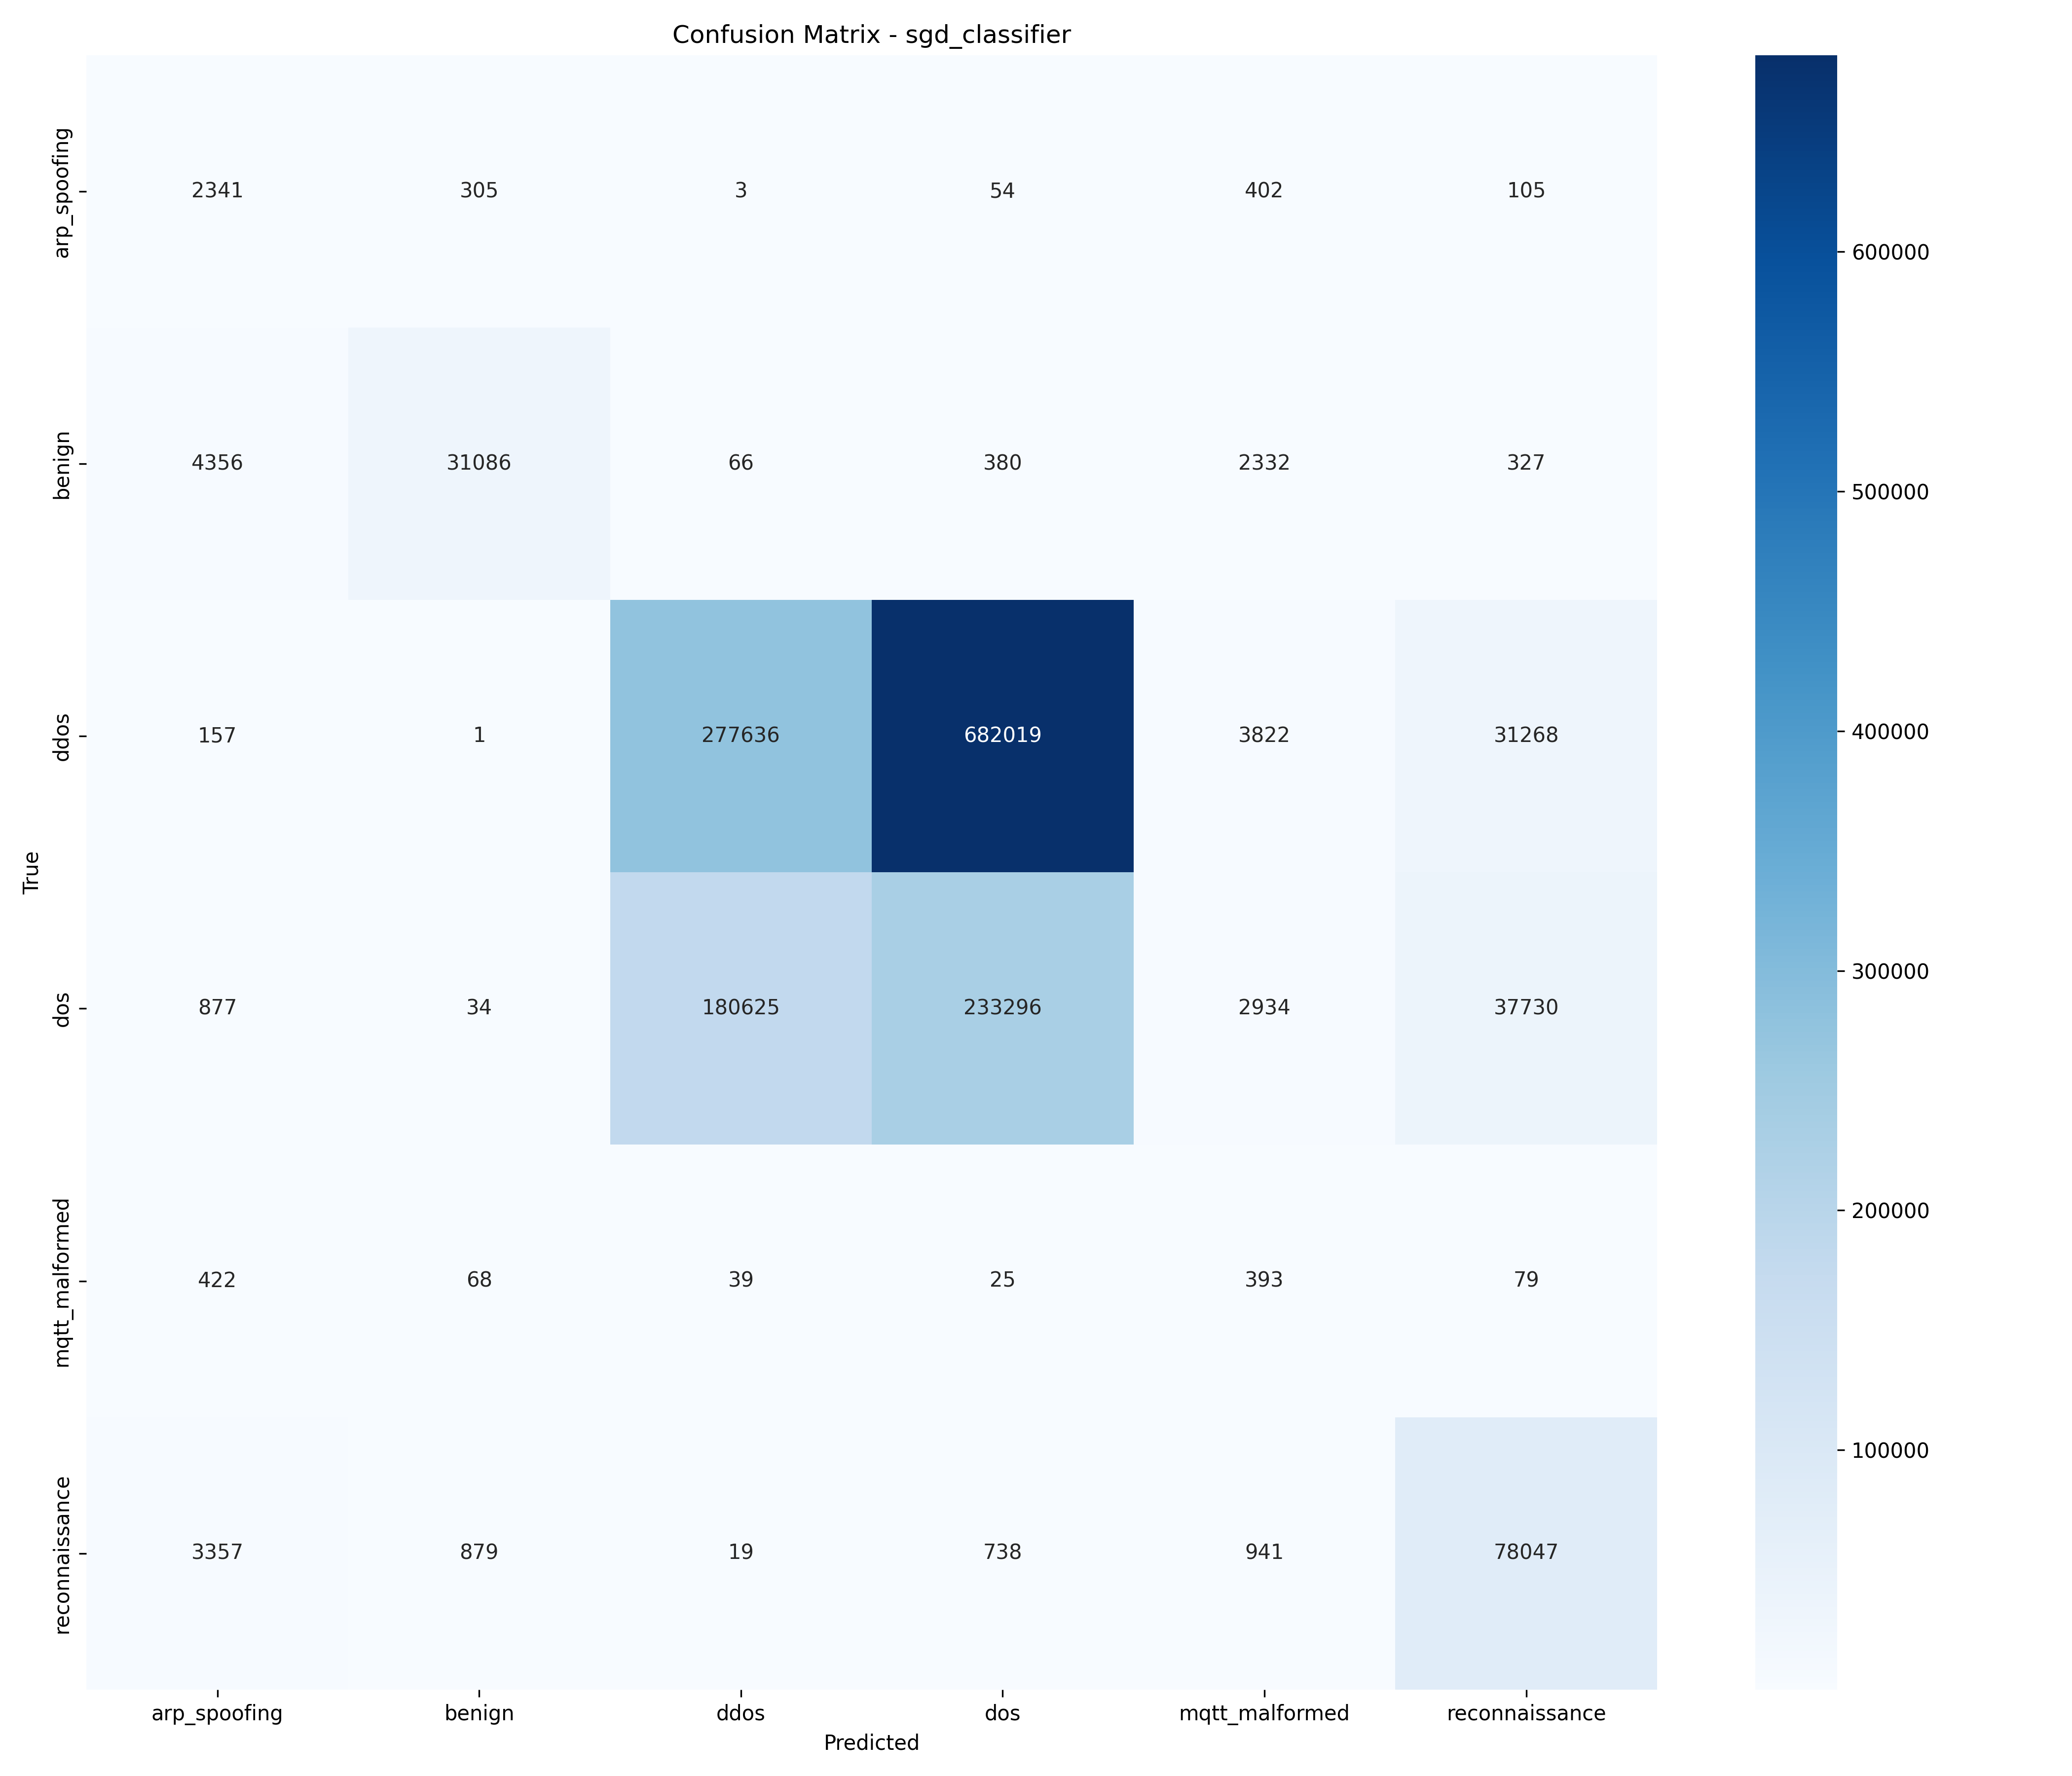 Confusion Matrix - sgd_classifier
arp_spoofing 2341 305 3 54 402 105
benign 4356 31086 66 380 2332 327
ddos 157 1 277636 682019 3822 31268
dos 877 34 180625 233296 2934 37730
mqtt_malformed 422 68 39 25 393 79
reconnaissance 3357 879 19 738 941 78047
True
arp_spoofing benign ddos dos mqtt_malformed reconnaissance
Predicted
600000
500000
400000
300000
200000
100000